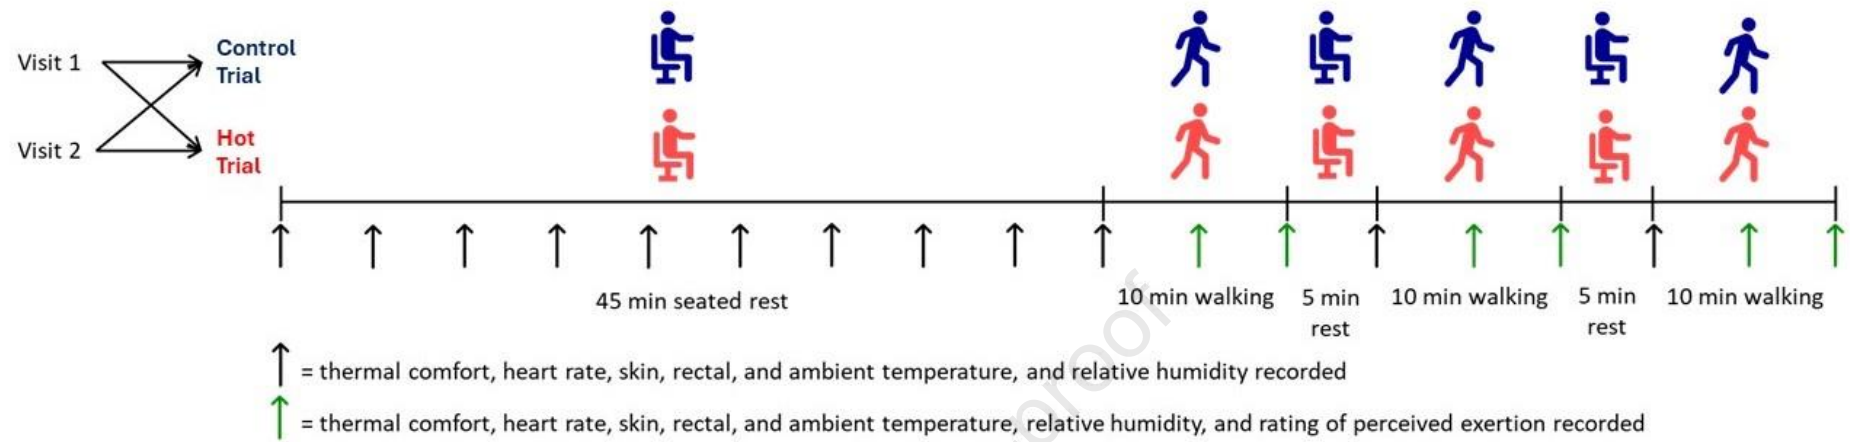 Visit 1
Control
Trial
Visit 2
Hot
Trial
45 min seated rest
10 min walking
5 min
rest
10 min walking
5 min
rest
10 min walking
= thermal comfort, heart rate, skin, rectal, and ambient temperature, and relative humidity recorded
= thermal comfort, heart rate, skin, rectal, and ambient temperature, relative humidity, and rating of perceived exertion recorded
proof